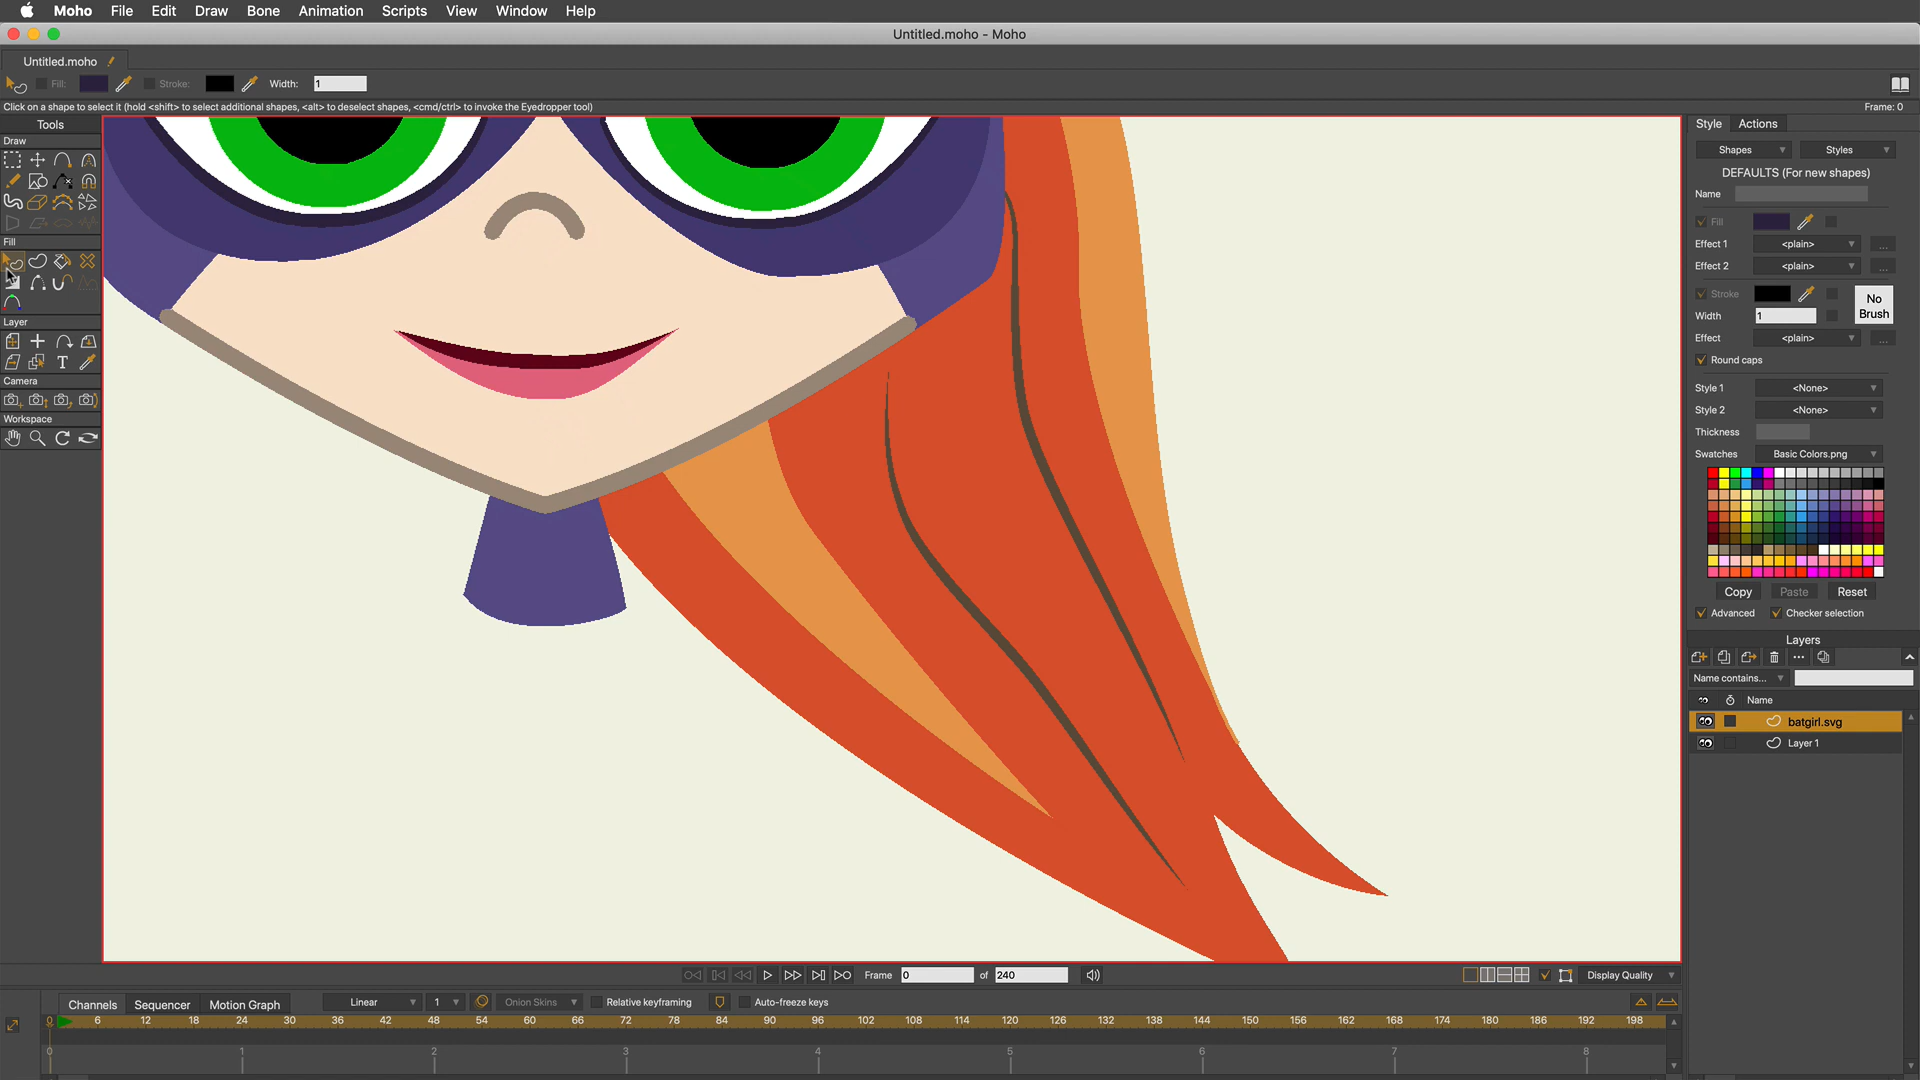 Moho File Edit Draw Bone Animation Scripts View Window Help
Untitled.moho - Moho
Untitled.moho
Fill: Stroke: Width: 1
Click on a shape to select it (hold <shift> to select additional shapes, <alt> to deselect shapes, <cmd/ctrl> to invoke the Eyedropper tool) Frame: 0
Tools
Draw
Fill
Layer
T
Camera
Workspace
Style Actions
Shapes Styles
DEFAULTS (For new shapes)
Name
Fill
Effect 1 <plain> ...
Effect 2 <plain> ...
Stroke No Brush
Width 1
Effect <plain> ...
Round caps
Style 1 <None>
Style 2 <None>
Thickness
Swatches Basic Colors.png
Copy Paste Reset
Advanced Checker selection
Layers
Name contains...
Name
batgirl.svg
Layer 1
Frame 0 of 240 Display Quality
Channels Sequencer Motion Graph Linear 1 Onion Skins Relative keyframing Auto-freeze keys
0 6 12 18 24 30 36 42 48 54 60 66 72 78 84 90 96 102 108 114 120 126 132 138 144 150 156 162 168 174 180 186 192 198
0 1 2 3 4 5 6 7 8